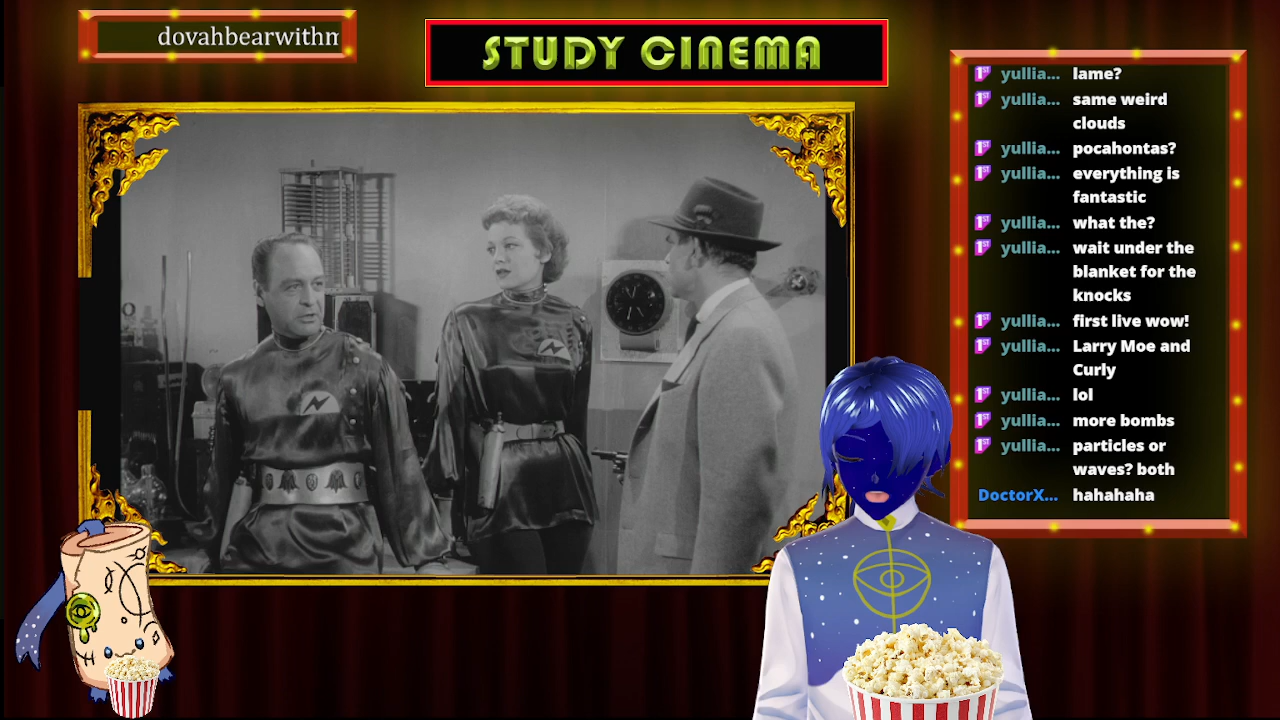 dovahbearwithm
STUDY CINEMA
yullia... lame?
yullia... same weird
clouds
yullia... pocahontas?
yullia... everything is
fantastic
yullia... what the?
yullia... wait under the
blanket for the
knocks
yullia... first live wow!
yullia... Larry Moe and
Curly
yullia... lol
yullia... more bombs
yullia... particles or
waves? both
DoctorX... hahahaha